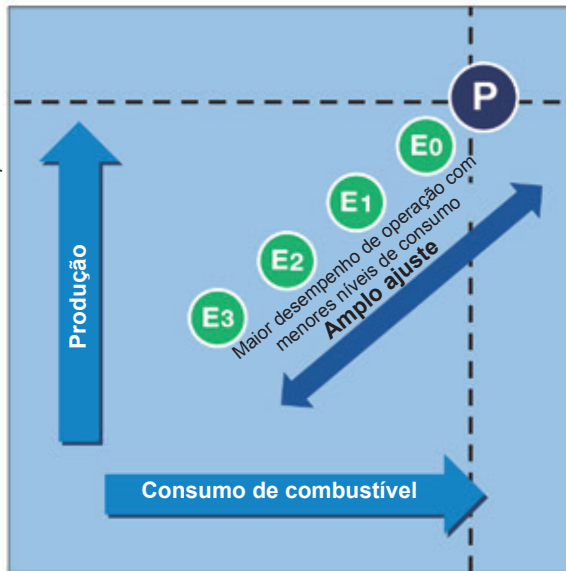 P
E0
E1
E2
E3
Maior desempenho de operação com
menores níveis de consumo
Amplo ajuste
Produção
Consumo de combustível